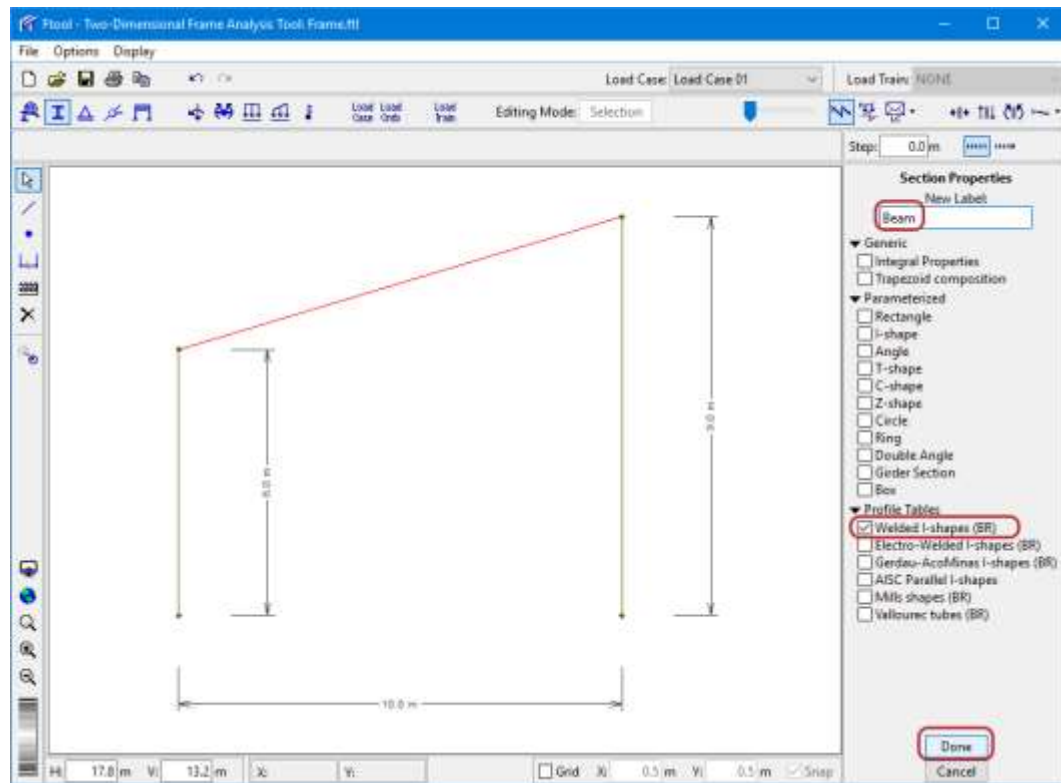 Ftool - Two-Dimensional Frame Analysis Tool: Frame.ftl
File Options Display
Load Case: Load Case 01 Load Train: NONE
Load Case Load Cmb Load Train Editing Mode: Selection
Step: 0.0 m
Section Properties
New Label:
Beam
Generic
Integral Properties
Trapezoid composition
Parameterized
Rectangle
I-shape
Angle
T-shape
C-shape
Z-shape
Circle
Ring
Double Angle
Girder Section
Box
Profile Tables
Welded I-shapes (BR)
Electro-Welded I-shapes (BR)
Gerdau-AcoMinas I-shapes (BR)
AISC Parallel I-shapes
Mills shapes (BR)
Vallourec tubes (BR)
6.0 m
9.0 m
10.0 m
Done
Cancel
H: 17.8 m V: 13.2 m X: Y: Grid X: 0.5 m Y: 0.5 m Snap